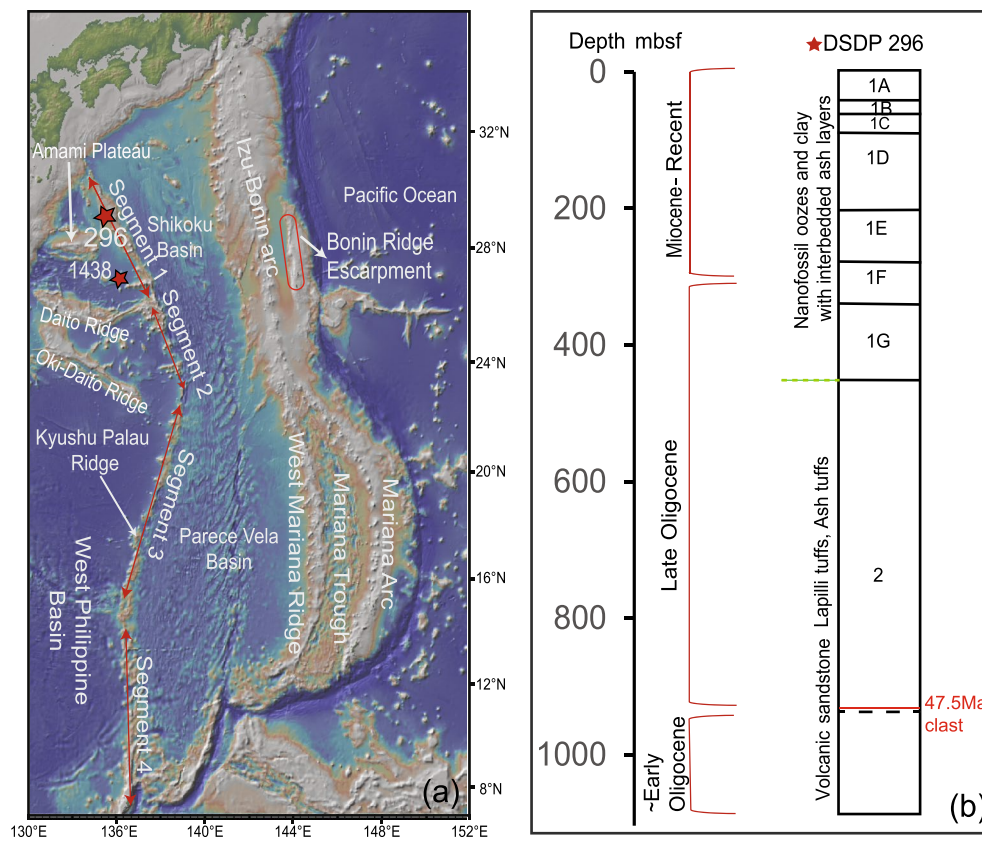 Amami Plateau
296
1438
Segment 1
Shikoku
Basin
Izu-Bonin arc
Pacific Ocean
Bonin Ridge
Escarpment
Daito Ridge
Oki-Daito Ridge
Segment 2
Kyushu Palau
Ridge
Segment 3
Parece Vela
Basin
West Mariana Ridge
Mariana Trough
Mariana Arc
West Philippine
Basin
Segment 4
(a)
32°N
28°N
24°N
20°N
16°N
12°N
8°N
130°E
136°E
140°E
144°E
148°E
152°E
Depth mbsf
DSDP 296
0
200
400
600
800
1000
Miocene- Recent
Late Oligocene
~Early
Oligocene
Nanofossil oozes and clay
with interbedded ash layers
Volcanic sandstone Lapilli tuffs, Ash tuffs
1A
1B
1C
1D
1E
1F
1G
2
47.5Ma
clast
(b)